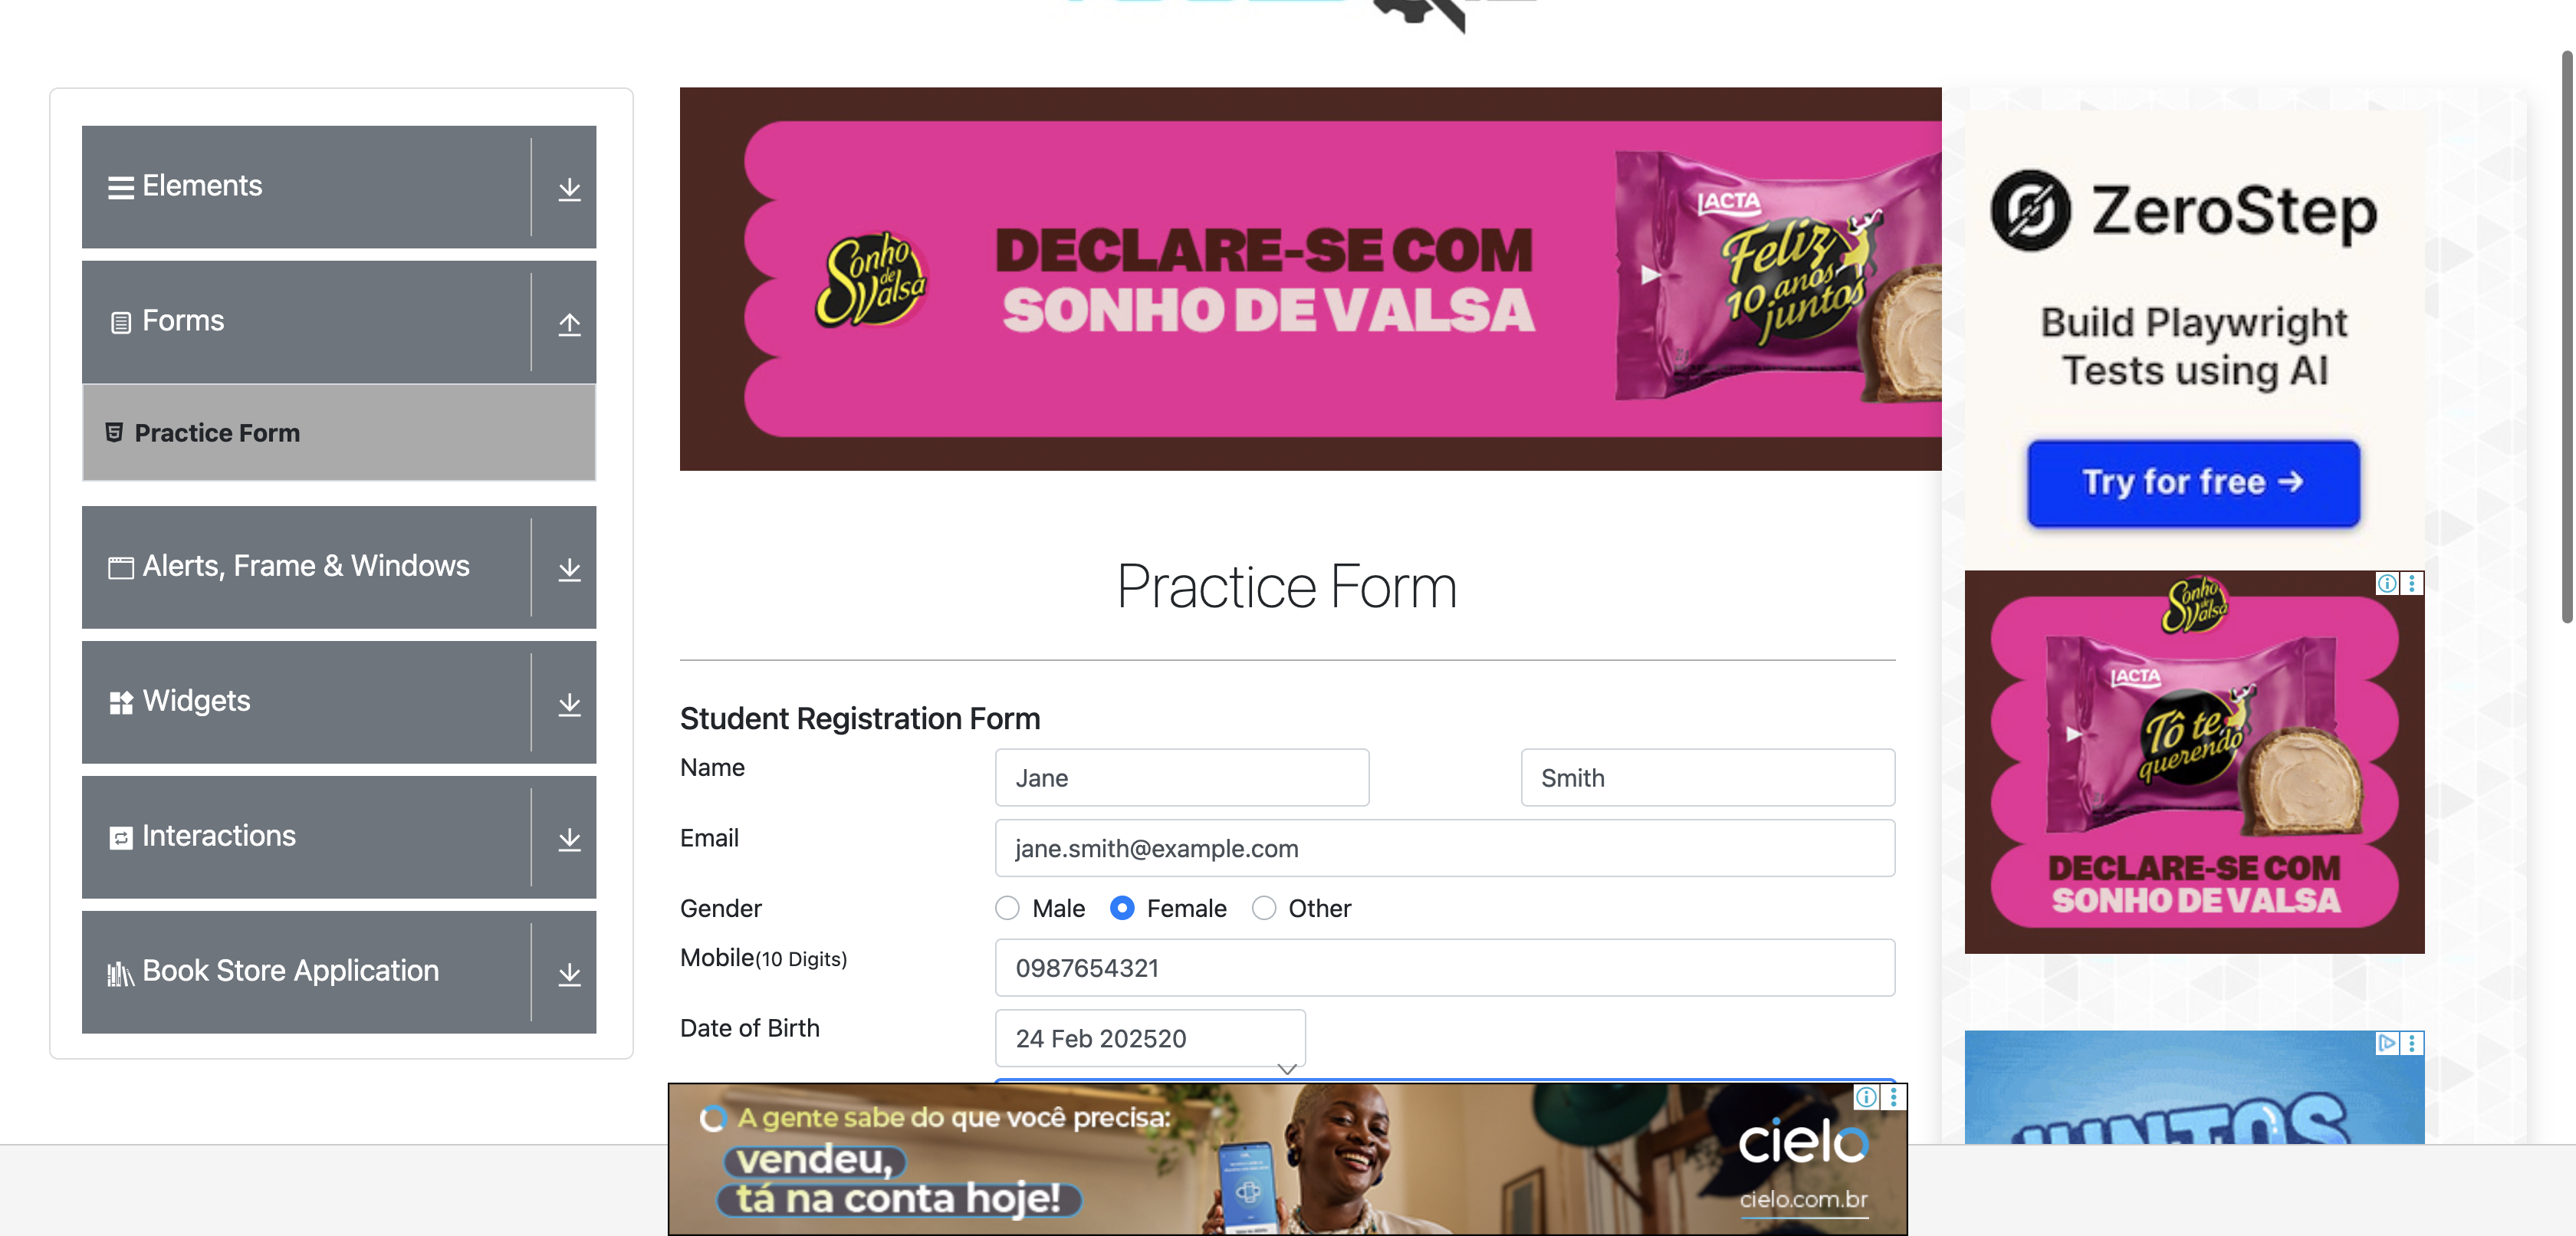 Elements
Forms
Practice Form
Alerts, Frame & Windows
Widgets
Interactions
Book Store Application
Sonho de Valsa
DECLARE-SE COM
SONHO DE VALSA
LACTA
Feliz
10 anos
juntos
Practice Form
Student Registration Form
Name
Jane
Smith
Email
jane.smith@example.com
Gender
Male
Female
Other
Mobile(10 Digits)
0987654321
Date of Birth
24 Feb 202520
A gente sabe do que você precisa:
vendeu,
tá na conta hoje!
cielo
cielo.com.br
ZeroStep
Build Playwright
Tests using AI
Try for free →
Sonho de Valsa
LACTA
Tô te
querendo
DECLARE-SE COM
SONHO DE VALSA
JUNTOS